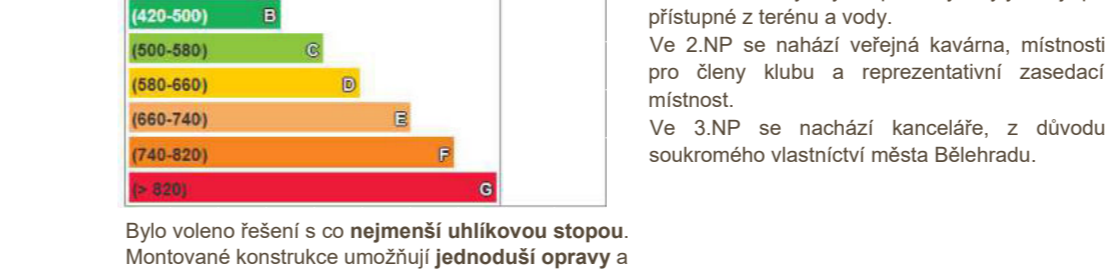 (420-500) B
(500-580) C
(580-660) D
(660-740) E
(740-820) F
(> 820) G
Bylo voleno řešení s co nejmenší uhlíkovou stopou.
Montované konstrukce umožňují jednoduší opravy a
přístupné z terénu a vody.
Ve 2.NP se nahází veřejná kavárna, místnosti
pro členy klubu a reprezentativní zasedací
místnost.
Ve 3.NP se nachází kanceláře, z důvodu
soukromého vlastníctví města Bělehradu.